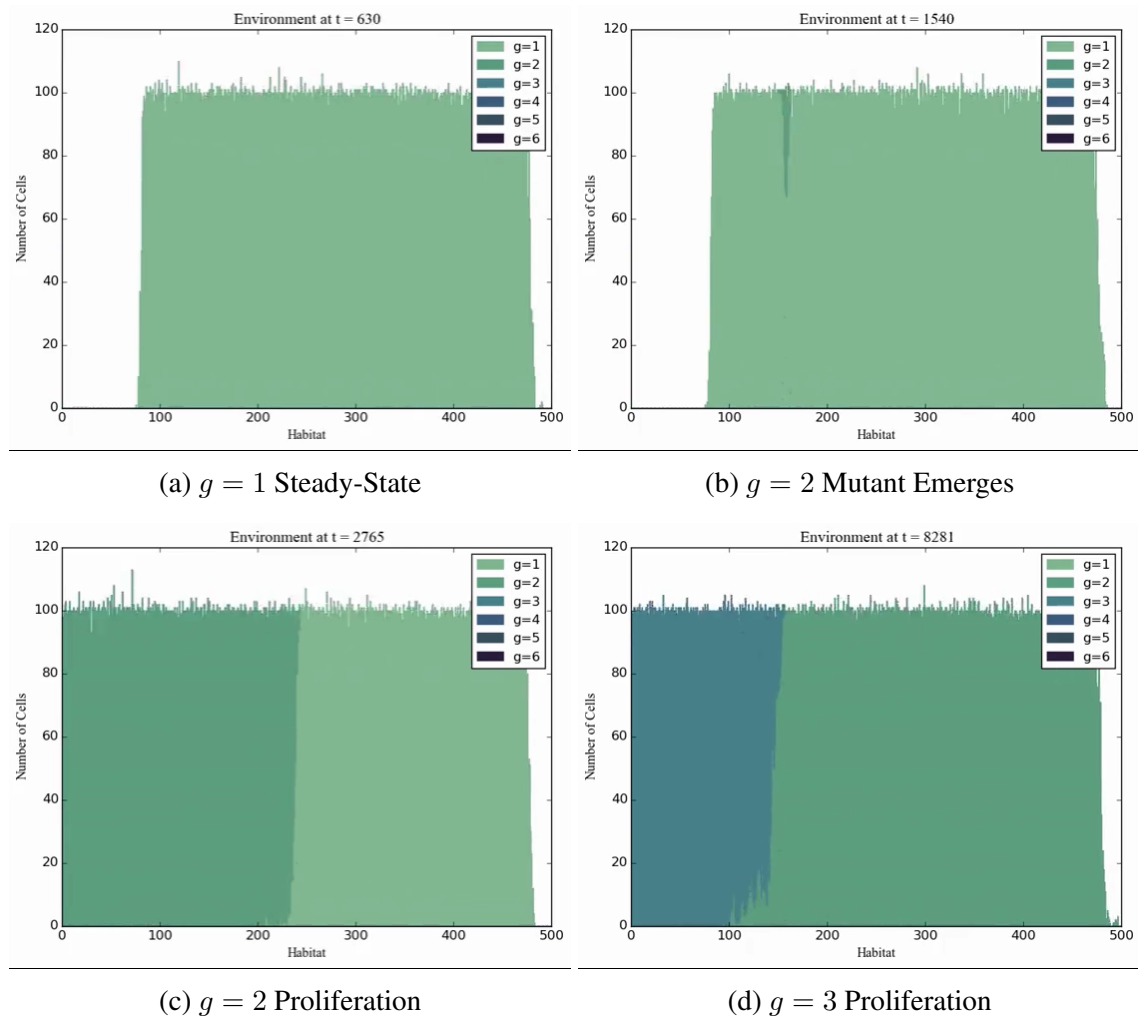 Environment at t = 630
120
100
80
60
40
20
0
Number of Cells
g=1
g=2
g=3
g=4
g=5
g=6
0 100 200 300 400 500
Habitat
(a) g = 1 Steady-State
Environment at t = 1540
120
100
80
60
40
20
0
Number of Cells
g=1
g=2
g=3
g=4
g=5
g=6
0 100 200 300 400 500
Habitat
(b) g = 2 Mutant Emerges
Environment at t = 2765
120
100
80
60
40
20
0
Number of Cells
g=1
g=2
g=3
g=4
g=5
g=6
0 100 200 300 400 500
Habitat
(c) g = 2 Proliferation
Environment at t = 8281
120
100
80
60
40
20
0
Number of Cells
g=1
g=2
g=3
g=4
g=5
g=6
0 100 200 300 400 500
Habitat
(d) g = 3 Proliferation